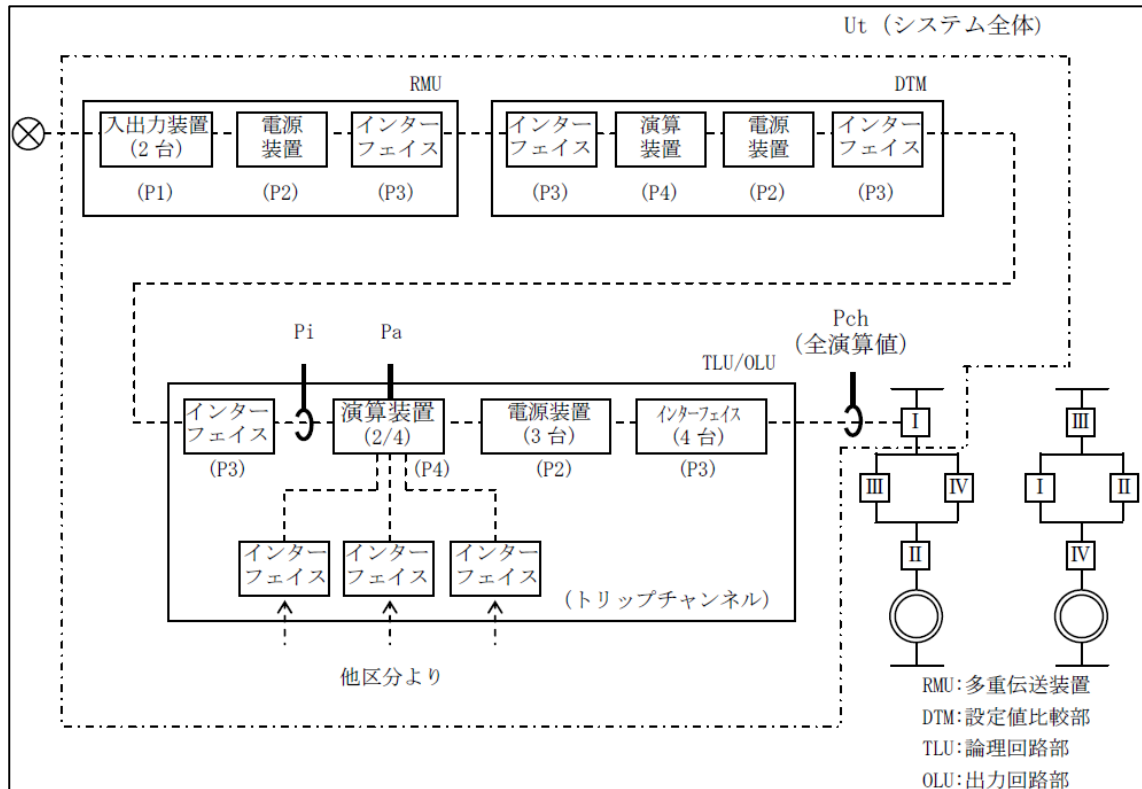 Ut (システム全体)
RMU
DTM
入出力装置
(2 台)
(P1)
電源
装置
(P2)
インター
フェイス
(P3)
インター
フェイス
(P3)
演算
装置
(P4)
電源
装置
(P2)
インター
フェイス
(P3)
Pi
Pa
Pch
(全演算値)
TLU/OLU
インター
フェイス
(P3)
演算装置
(2/4)
(P4)
電源装置
(3 台)
(P2)
インターフェイス
(4 台)
(P3)
インター
フェイス
インター
フェイス
インター
フェイス
(トリップチャンネル)
他区分より
Ⅰ
Ⅲ
Ⅳ
Ⅱ
Ⅲ
Ⅰ
Ⅱ
Ⅳ
RMU:多重伝送装置
DTM:設定値比較部
TLU:論理回路部
OLU:出力回路部